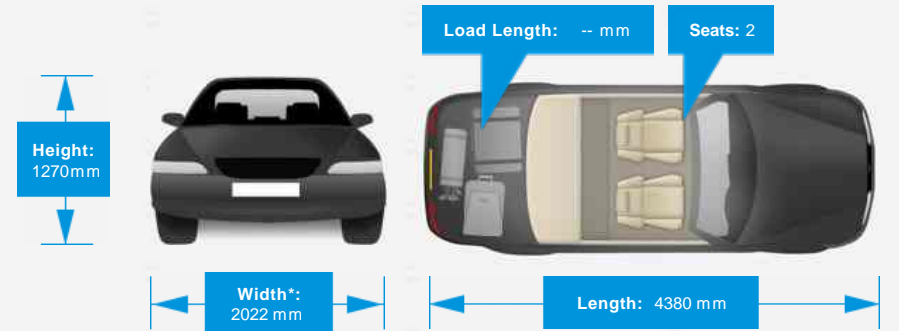 Load Length: -- mm
Seats: 2
Height:
1270mm
Width*:
2022 mm
Length: 4380 mm